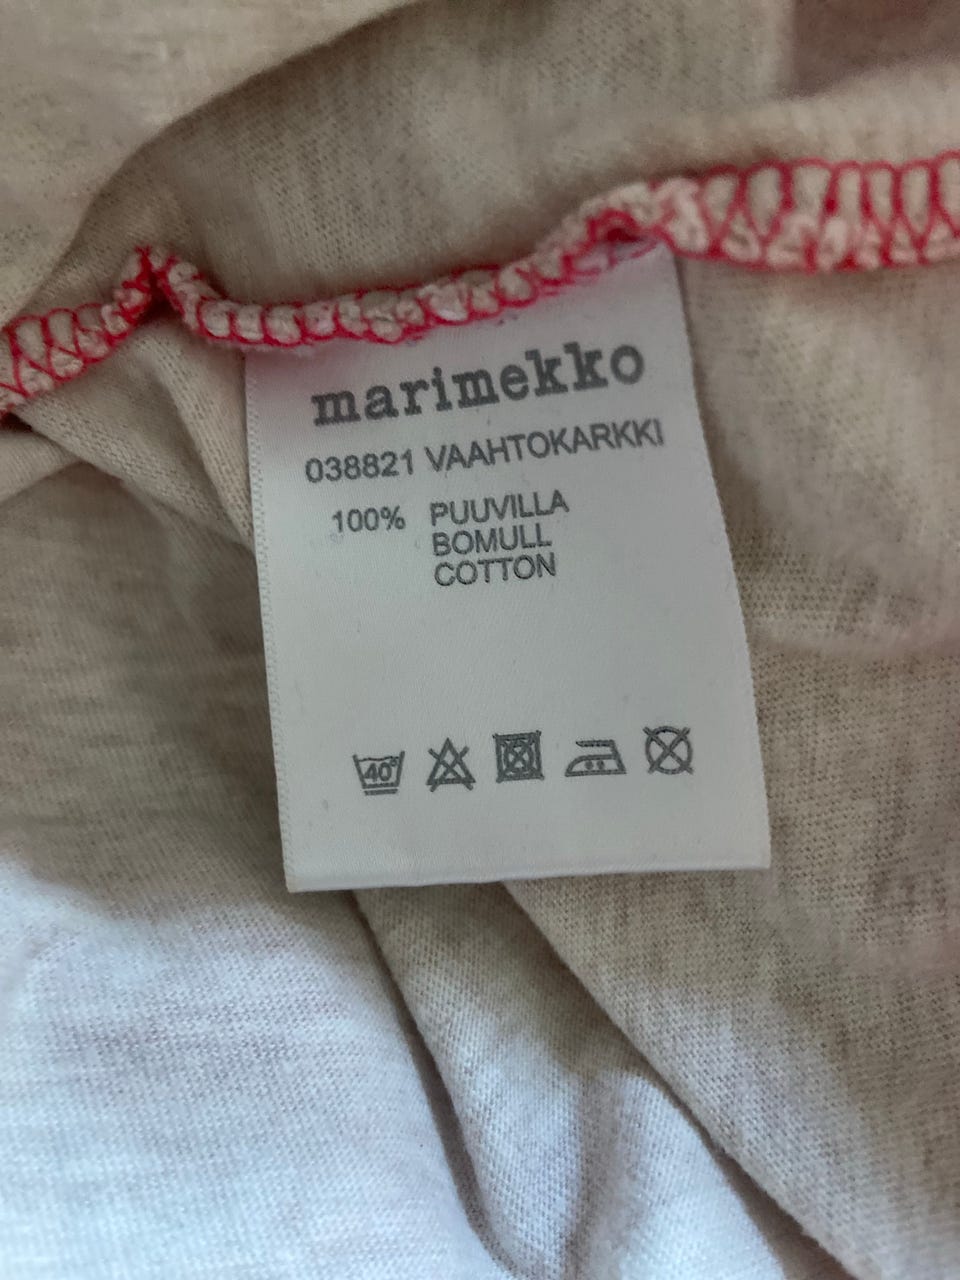 marimekko
038821 VAAHTOKARKKI
100% PUUVILLA
BOMULL
COTTON
40°